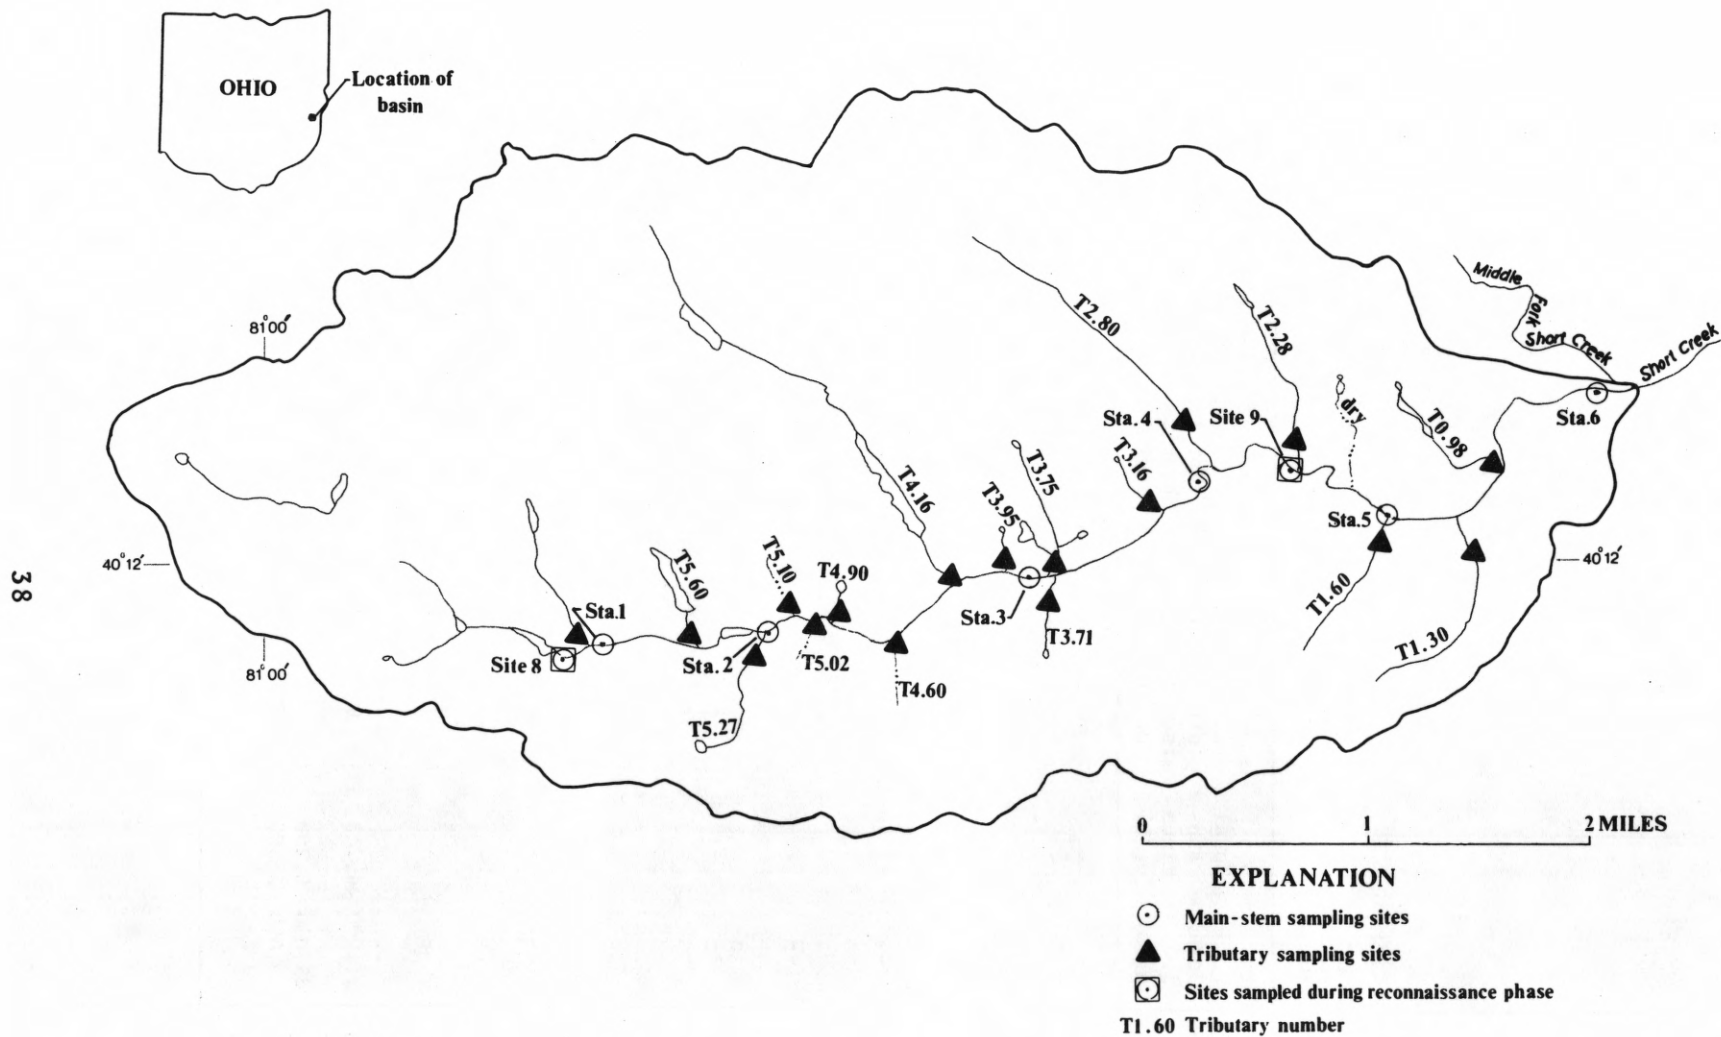 OHIO
Location of
basin
81°00'
40°12'
38
Middle
Fork
Short Creek
Short Creek
T2.80
T2.28
dry
T0.98
Sta.6
Sta.4
Site 9
T3.16
T3.75
T3.95
T4.16
Sta.5
40°12'
T1.60
T1.30
T5.60
T5.10
T4.90
Sta.1
Sta.3
T3.71
Site 8
Sta.2
T5.02
T4.60
81°00'
T5.27
0 1 2 MILES
EXPLANATION
Main-stem sampling sites
Tributary sampling sites
Sites sampled during reconnaissance phase
T1.60 Tributary number